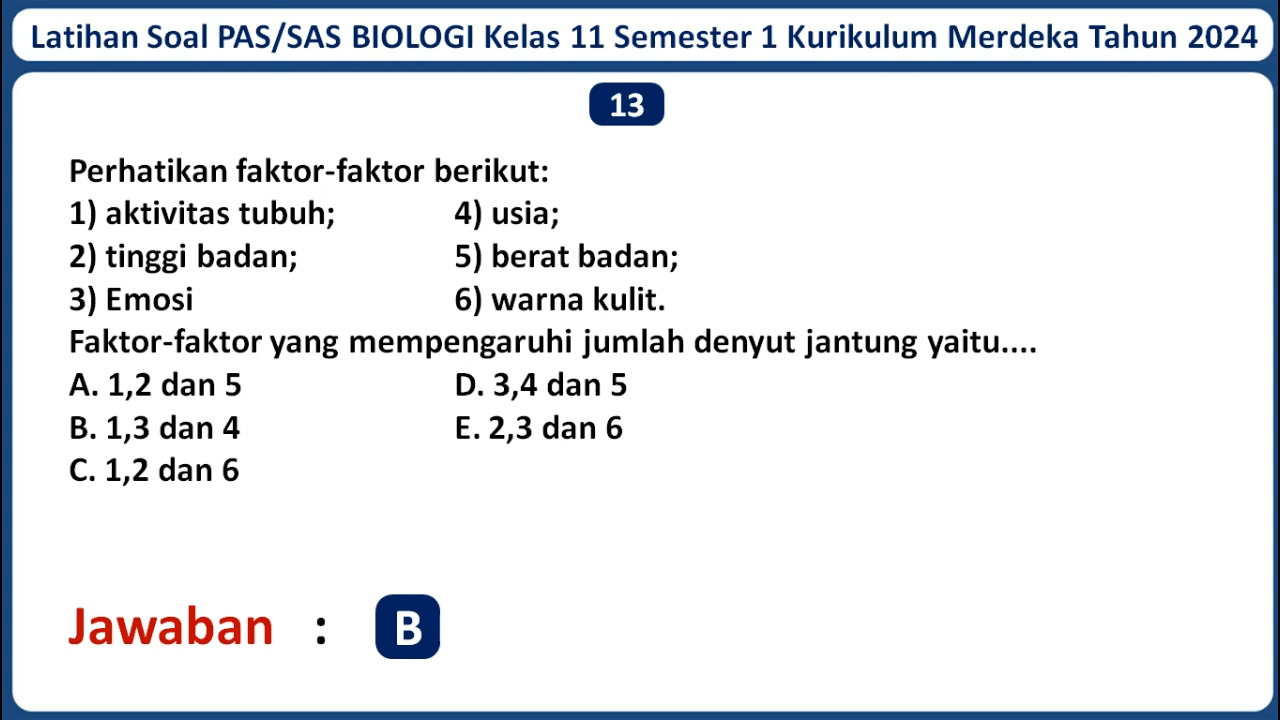 Latihan Soal PAS/SAS BIOLOGI Kelas 11 Semester 1 Kurikulum Merdeka Tahun 2024
13
Perhatikan faktor-faktor berikut:
1) aktivitas tubuh; 4) usia;
2) tinggi badan; 5) berat badan;
3) Emosi 6) warna kulit.
Faktor-faktor yang mempengaruhi jumlah denyut jantung yaitu....
A. 1,2 dan 5 D. 3,4 dan 5
B. 1,3 dan 4 E. 2,3 dan 6
C. 1,2 dan 6
Jawaban : B